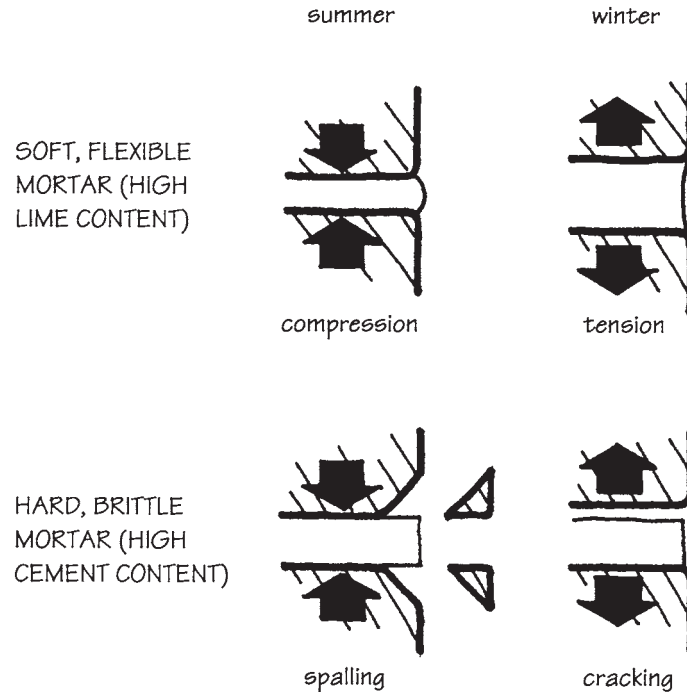 summer
winter
SOFT, FLEXIBLE
MORTAR (HIGH
LIME CONTENT)
compression
tension
HARD, BRITTLE
MORTAR (HIGH
CEMENT CONTENT)
spalling
cracking